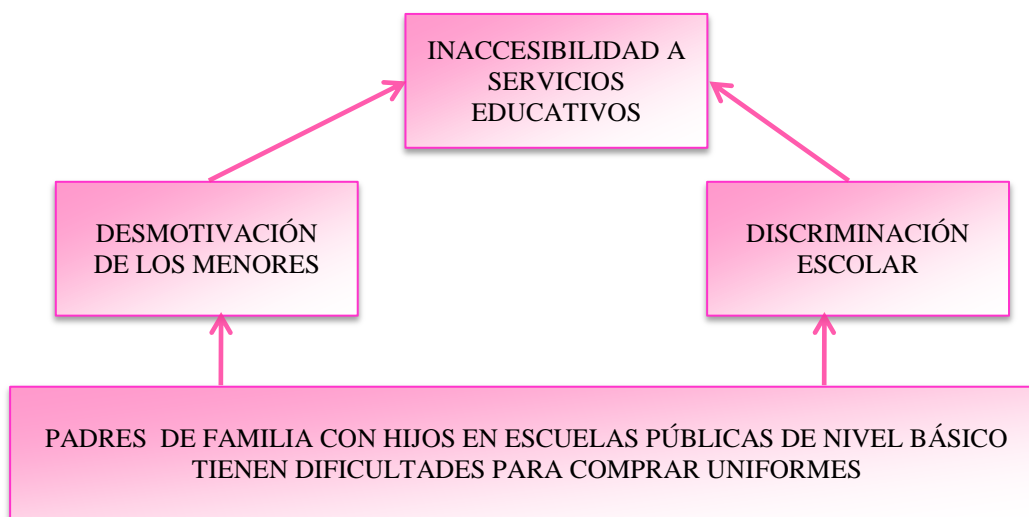 INACCESIBILIDAD A
SERVICIOS
EDUCATIVOS
DESMOTIVACIÓN
DE LOS MENORES
DISCRIMINACIÓN
ESCOLAR
PADRES DE FAMILIA CON HIJOS EN ESCUELAS PÚBLICAS DE NIVEL BÁSICO
TIENEN DIFICULTADES PARA COMPRAR UNIFORMES